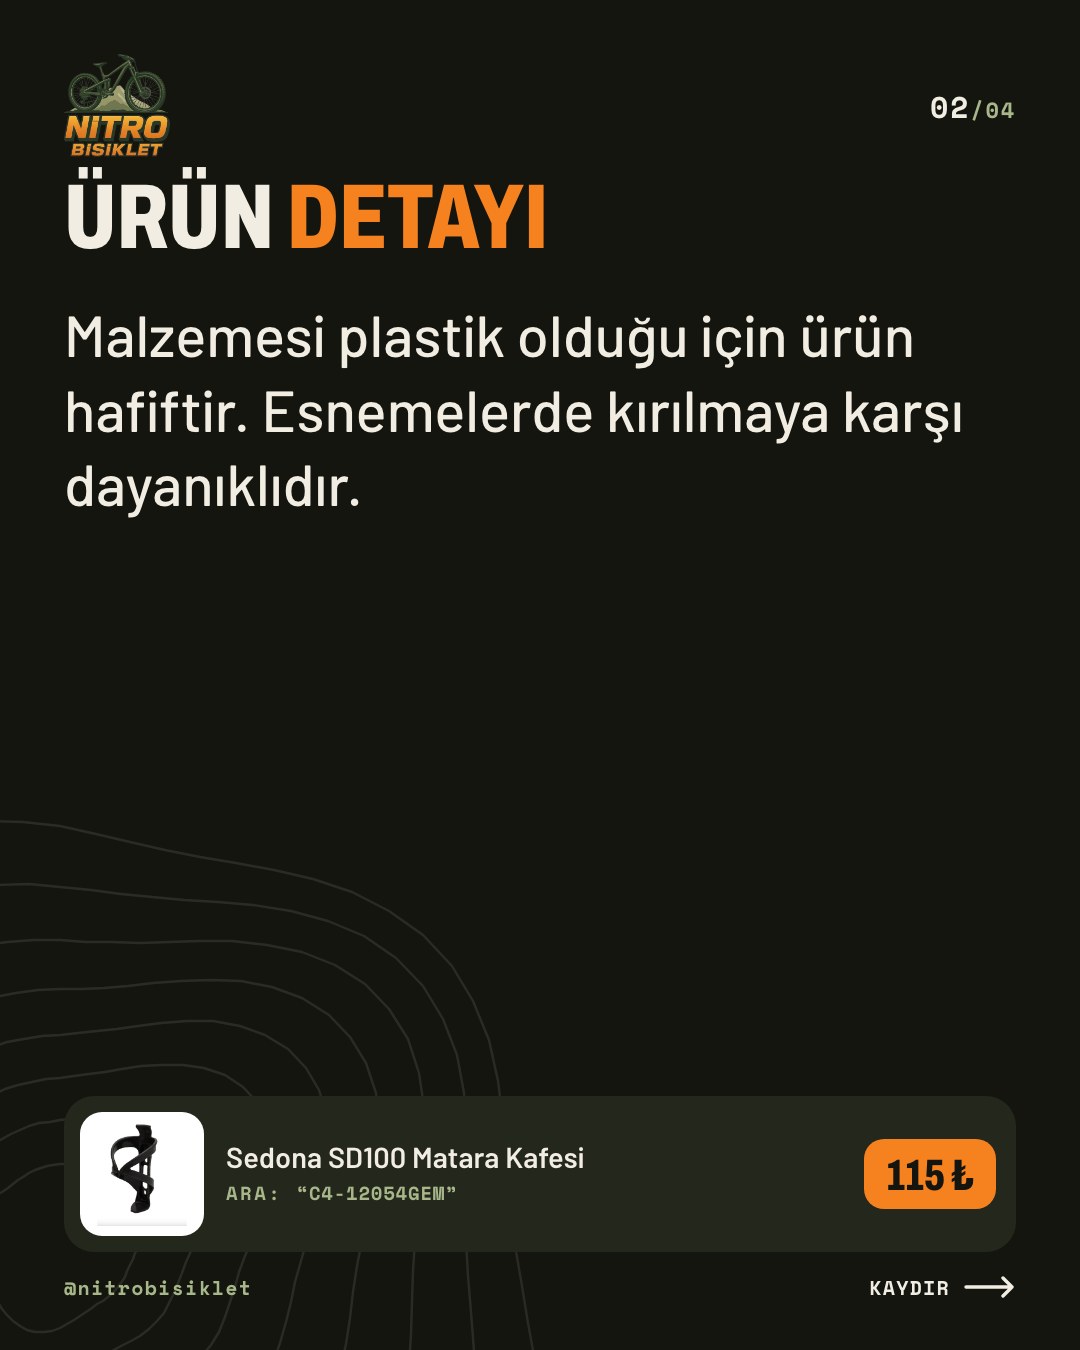 NiTRO
BISIKLET
02/04
ÜRÜN DETAYI
Malzemesi plastik olduğu için ürün
hafiftir. Esnemelerde kırılmaya karşı
dayanıklıdır.
Sedona SD100 Matara Kafesi
ARA: “C4-12054GEM”
115 ₺
@nitrobisiklet
KAYDIR